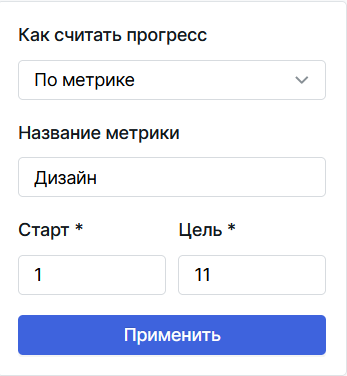 Как считать прогресс
По метрике
Название метрики
Дизайн
Старт * Цель *
1 11
Применить